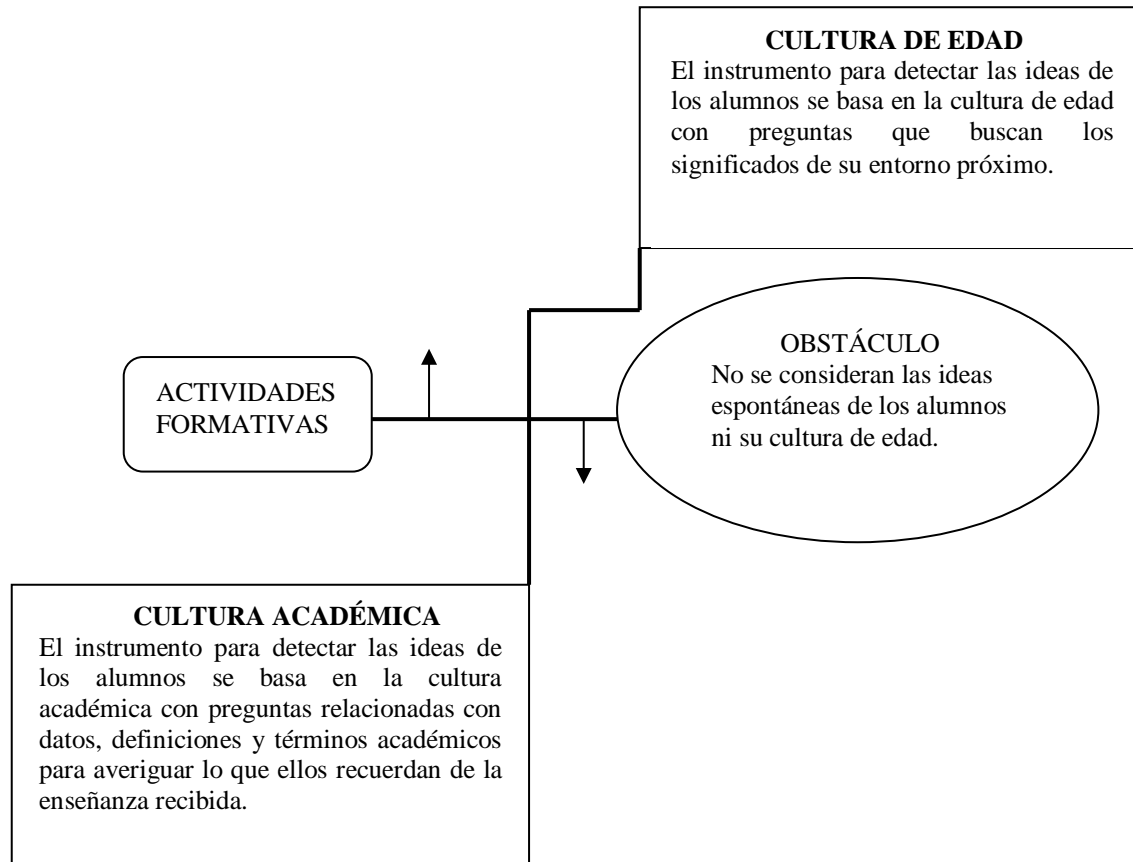 CULTURA DE EDAD
El instrumento para detectar las ideas de
los alumnos se basa en la cultura de edad
con preguntas que buscan los
significados de su entorno próximo.
OBSTÁCULO
No se consideran las ideas
espontáneas de los alumnos
ni su cultura de edad.
ACTIVIDADES
FORMATIVAS
CULTURA ACADÉMICA
El instrumento para detectar las ideas de
los alumnos se basa en la cultura
académica con preguntas relacionadas con
datos, definiciones y términos académicos
para averiguar lo que ellos recuerdan de la
enseñanza recibida.